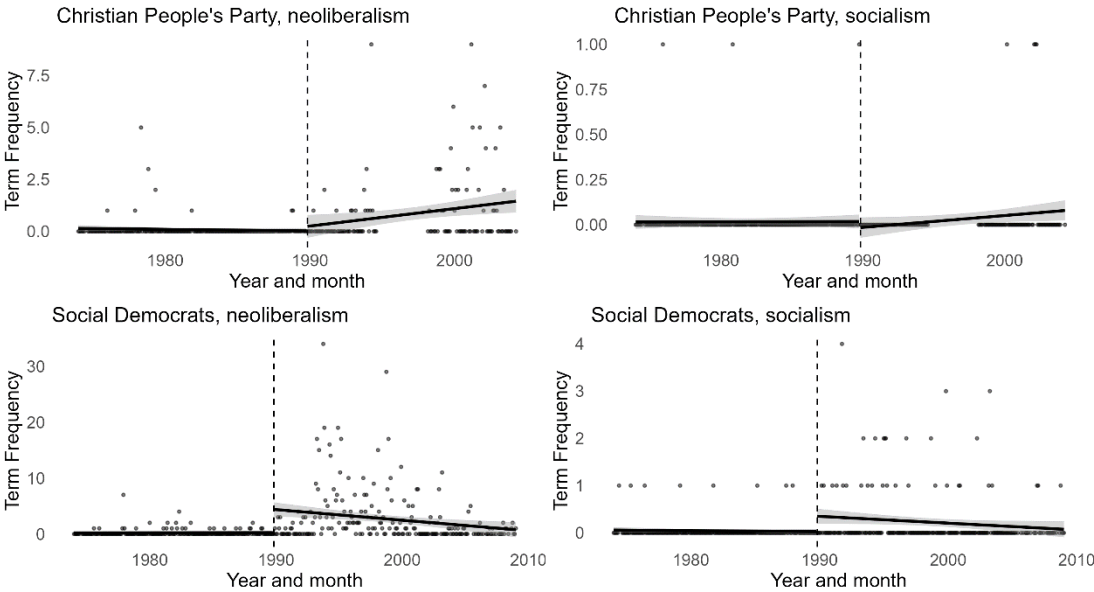 Christian People's Party, neoliberalism
Term Frequency
7.5
5.0
2.5
0.0
1980
1990
2000
Year and month
Christian People's Party, socialism
Term Frequency
1.00
0.75
0.50
0.25
0.00
1980
1990
2000
Year and month
Social Democrats, neoliberalism
Term Frequency
30
20
10
0
1980
1990
2000
2010
Year and month
Social Democrats, socialism
Term Frequency
4
3
2
1
0
1980
1990
2000
2010
Year and month